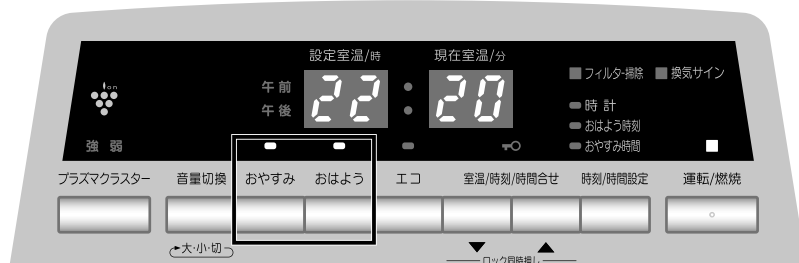 設定室温/時 現在室温/分
ion
午前 22 : 20
午後
フィルタ-掃除 換気サイン
時計
おはよう時刻
おやすみ時間
強 弱
プラズマクラスター 音量切換 おやすみ おはよう エコ 室温/時刻/時間合せ 時刻/時間設定 運転/燃焼
大・小・切
ロック同時押し